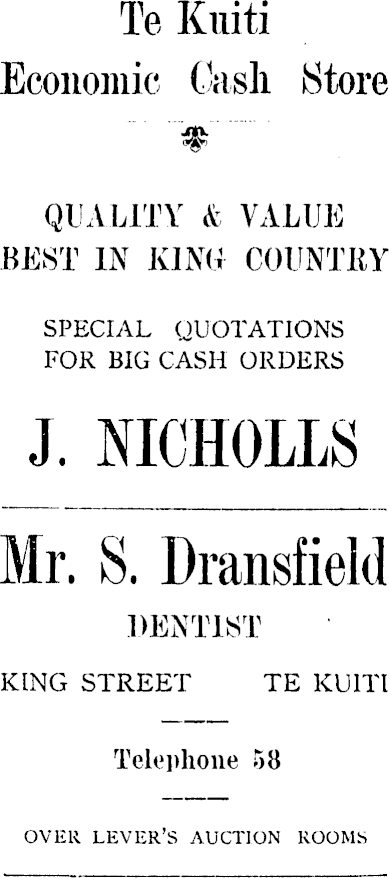 Te Kuiti
Economic Cash Store
QUALITY & VALUE
BEST IN KING COUNTRY
SPECIAL QUOTATIONS
FOR BIG CASH ORDERS
J. NICHOLLS
Mr. S. Dransfield
DENTIST
KING STREET TE KUITI
Telephone 58
OVER LEVER'S AUCTION ROOMS